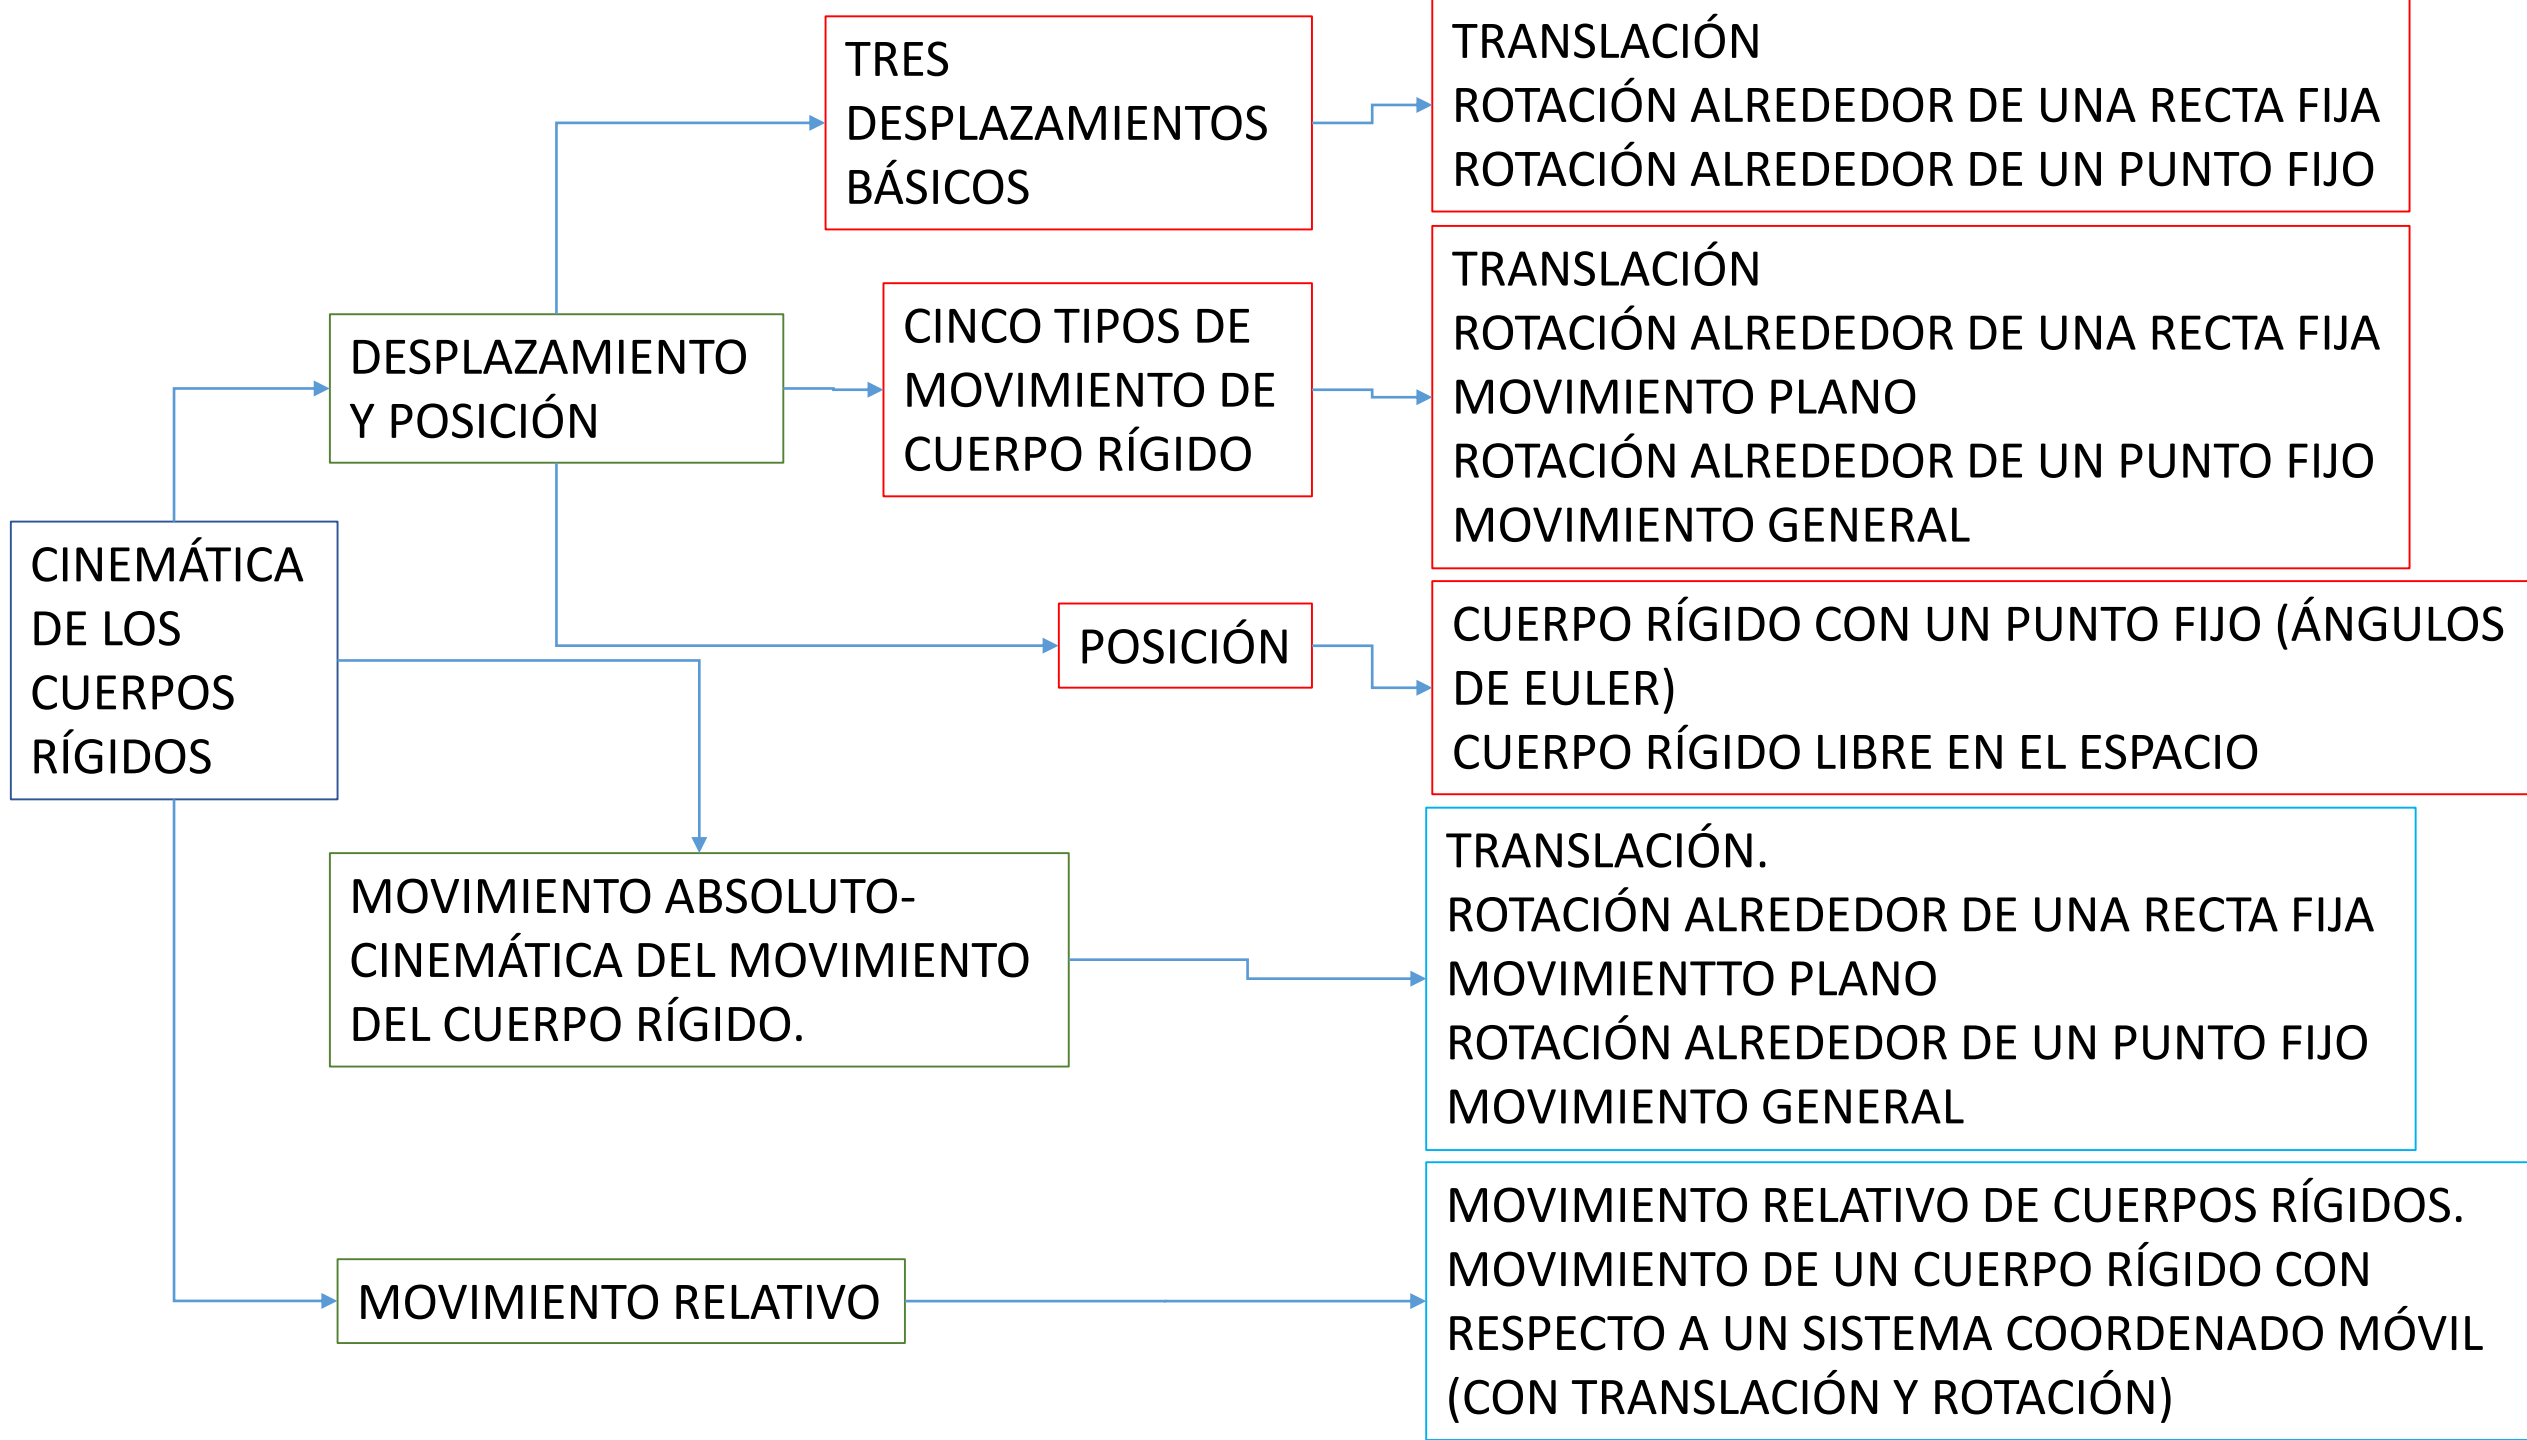 TRES
DESPLAZAMIENTOS
BÁSICOS
TRANSLACIÓN
ROTACIÓN ALREDEDOR DE UNA RECTA FIJA
ROTACIÓN ALREDEDOR DE UN PUNTO FIJO
DESPLAZAMIENTO
Y POSICIÓN
CINCO TIPOS DE
MOVIMIENTO DE
CUERPO RÍGIDO
TRANSLACIÓN
ROTACIÓN ALREDEDOR DE UNA RECTA FIJA
MOVIMIENTO PLANO
ROTACIÓN ALREDEDOR DE UN PUNTO FIJO
MOVIMIENTO GENERAL
CINEMÁTICA
DE LOS
CUERPOS
RÍGIDOS
POSICIÓN
CUERPO RÍGIDO CON UN PUNTO FIJO (ÁNGULOS
DE EULER)
CUERPO RÍGIDO LIBRE EN EL ESPACIO
MOVIMIENTO ABSOLUTO-
CINEMÁTICA DEL MOVIMIENTO
DEL CUERPO RÍGIDO.
TRANSLACIÓN.
ROTACIÓN ALREDEDOR DE UNA RECTA FIJA
MOVIMIENTTO PLANO
ROTACIÓN ALREDEDOR DE UN PUNTO FIJO
MOVIMIENTO GENERAL
MOVIMIENTO RELATIVO
MOVIMIENTO RELATIVO DE CUERPOS RÍGIDOS.
MOVIMIENTO DE UN CUERPO RÍGIDO CON
RESPECTO A UN SISTEMA COORDENADO MÓVIL
(CON TRANSLACIÓN Y ROTACIÓN)